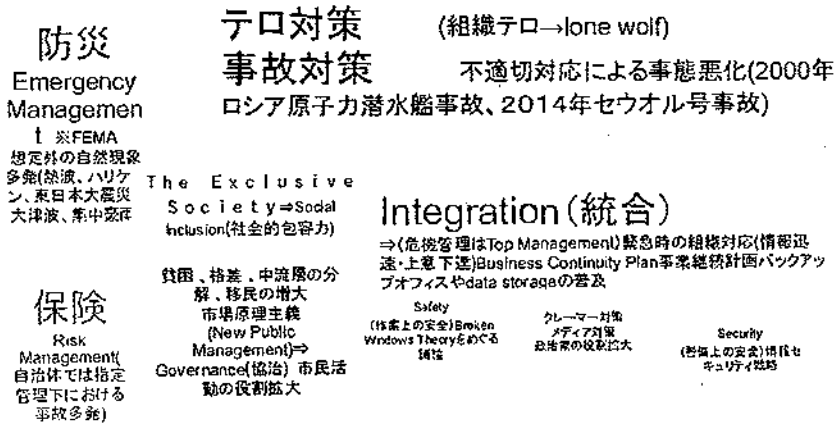 防災
Emergency
Managemen
t ※FEMA
想定外の自然現象
多発(熱波、ハリケ
ン、東日本大震災
大津波、集中豪雨
テロ対策 (組織テロ→lone wolf)
事故対策 不適切対応による事態悪化(2000年
ロシア原子力潜水艦事故、2014年セウオル号事故)
The Exclusive
Society⇒Social
Inclusion(社会的包容力)
Integration(統合)
⇒(危機管理はTop Management)緊急時の組織対応(情報迅
速・上意下達)Business Continuity Plan事業継続計画バックアッ
プオフィスやdata storageの普及
保険
Risk
Management(
自治体では指定
管理下における
事故多発)
貧困、格差、中流層の分
解、移民の増大
市場原理主義
(New Public
Management)⇒
Governance(協治) 市民活
動の役割拡大
Safety
(作業上の安全)Broken
Windows Theoryをめぐる
議論
クレーマー対策
メディア対策
政治家の役割拡大
Security
(警備上の安全)情報セ
キュリティ戦略